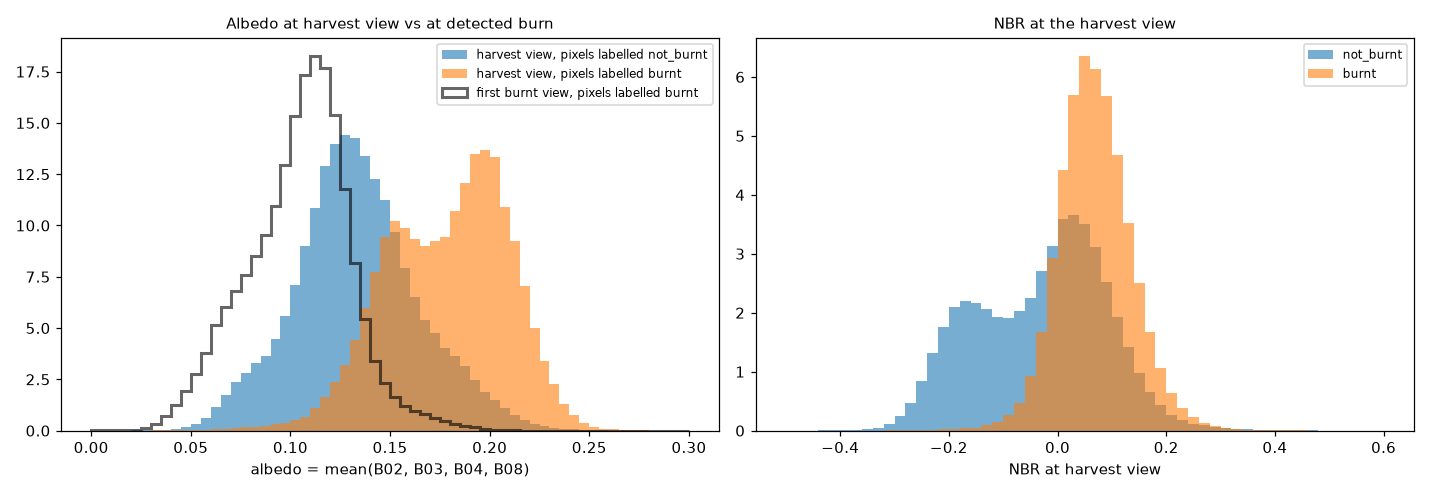 Albedo at harvest view vs at detected burn
harvest view, pixels labelled not_burnt
harvest view, pixels labelled burnt
first burnt view, pixels labelled burnt
17.5
15.0
12.5
10.0
7.5
5.0
2.5
0.0
0.00 0.05 0.10 0.15 0.20 0.25 0.30
albedo = mean(B02, B03, B04, B08)
NBR at the harvest view
not_burnt
burnt
6
5
4
3
2
1
0
−0.4 −0.2 0.0 0.2 0.4 0.6
NBR at harvest view